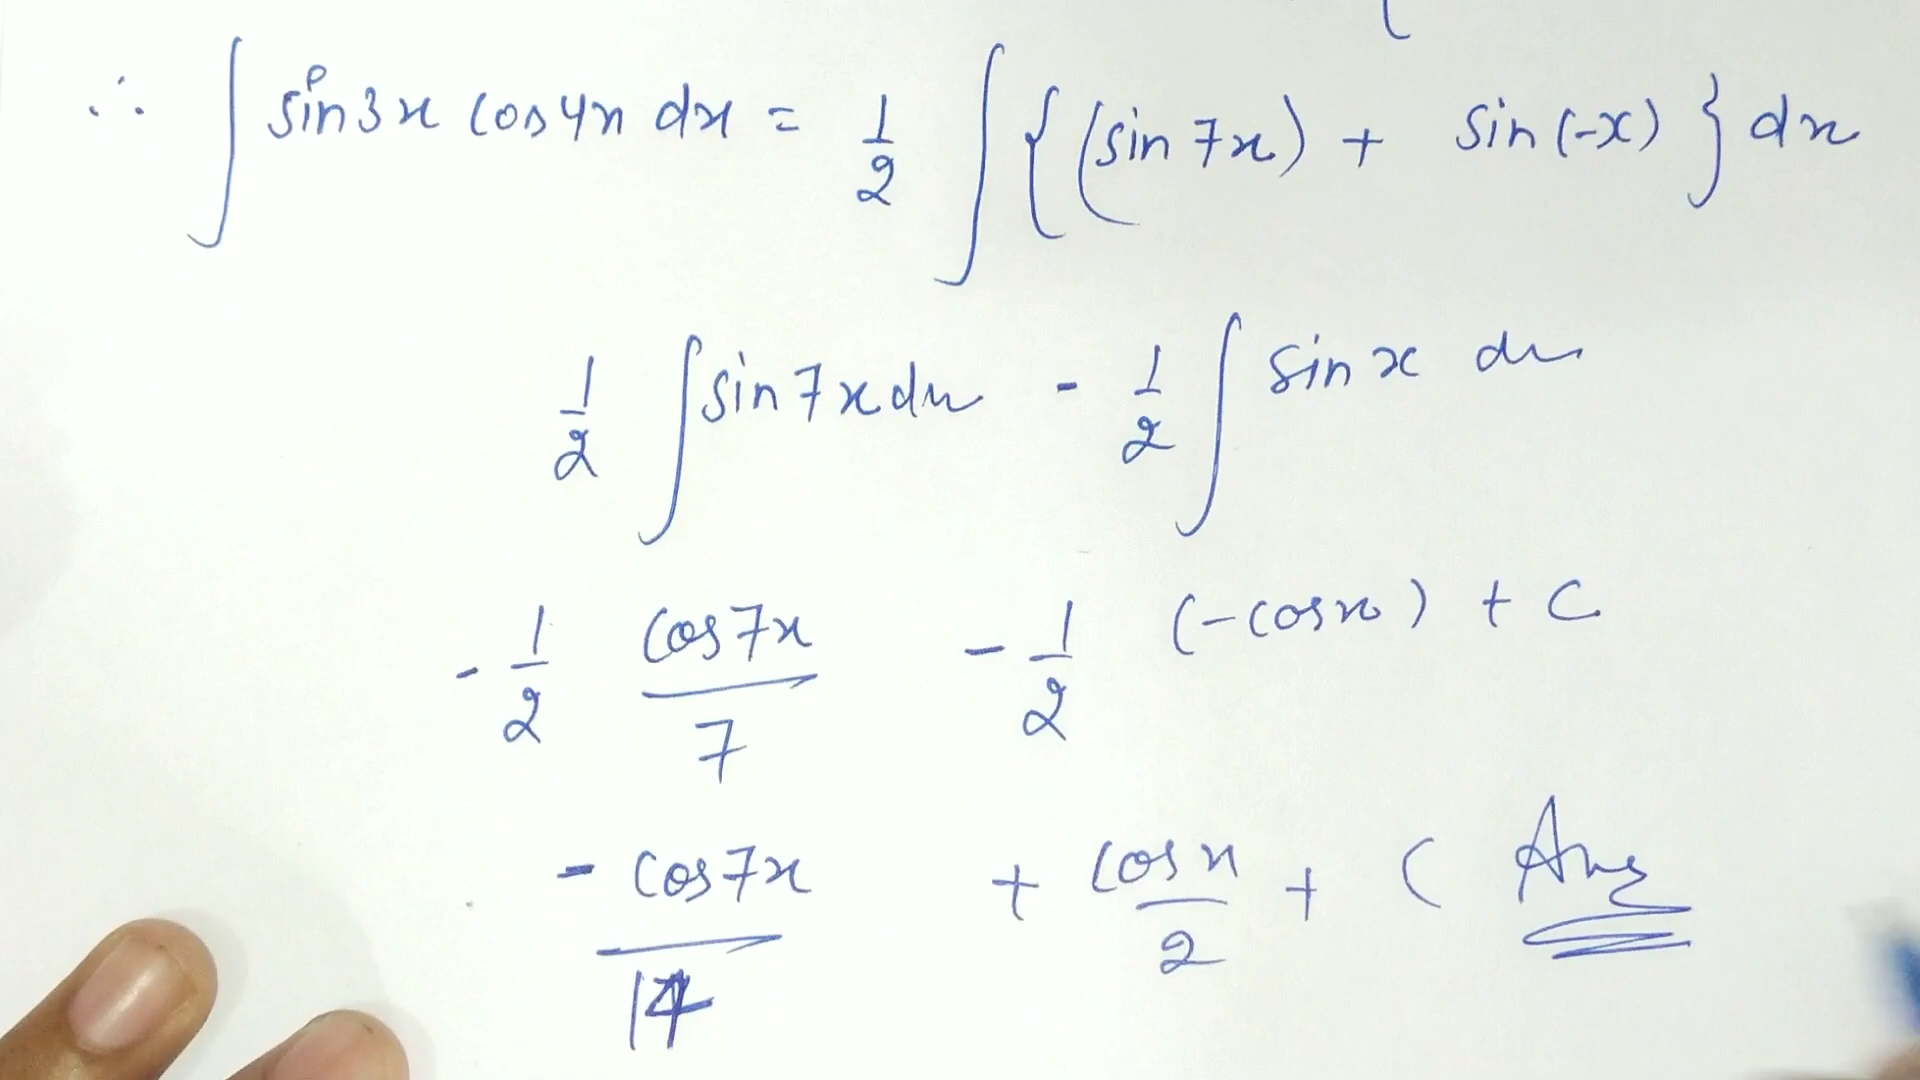 ∴ ∫ sin3x cos4x dx = 1/2 ∫ { (sin 7x) + sin (-x) } dx
1/2 ∫ sin 7x dx - 1/2 ∫ sin x dx
- 1/2 cos7x/7 - 1/2 (-cosx) + C
- cos7x/14 + cos x/2 + C Ans